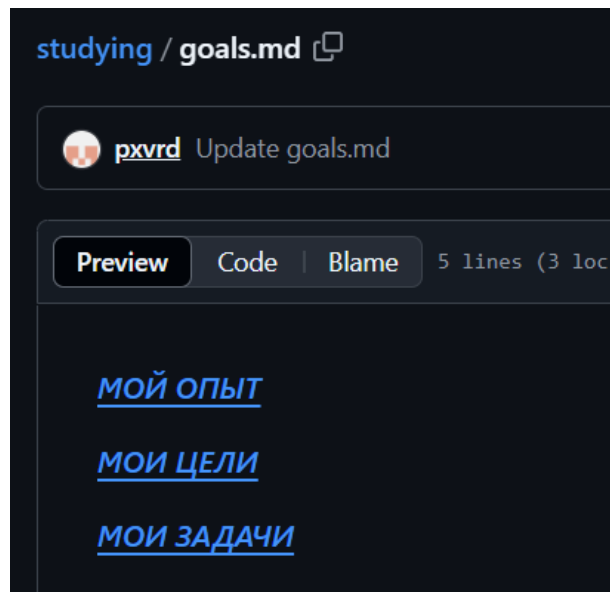 studying / goals.md
pxvrd Update goals.md
Preview Code Blame 5 lines (3 loc
МОЙ ОПЫТ
МОИ ЦЕЛИ
МОИ ЗАДАЧИ